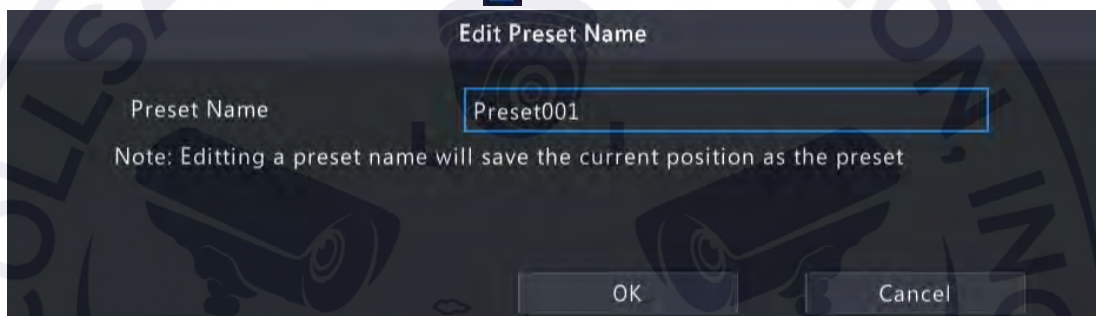 Edit Preset Name
Preset Name Preset001
Note: Editting a preset name will save the current position as the preset
OK Cancel